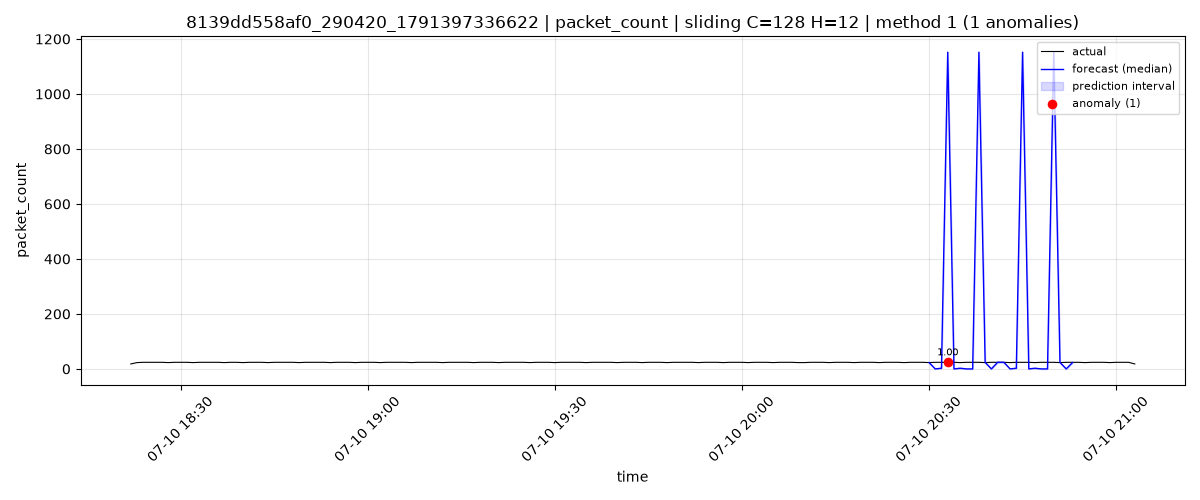 8139dd558af0_290420_1791397336622 | packet_count | sliding C=128 H=12 | method 1 (1 anomalies)
actual
forecast (median)
prediction interval
anomaly (1)
packet_count
1200
1000
800
600
400
200
0
1.00
07-10 18:30
07-10 19:00
07-10 19:30
07-10 20:00
07-10 20:30
07-10 21:00
time